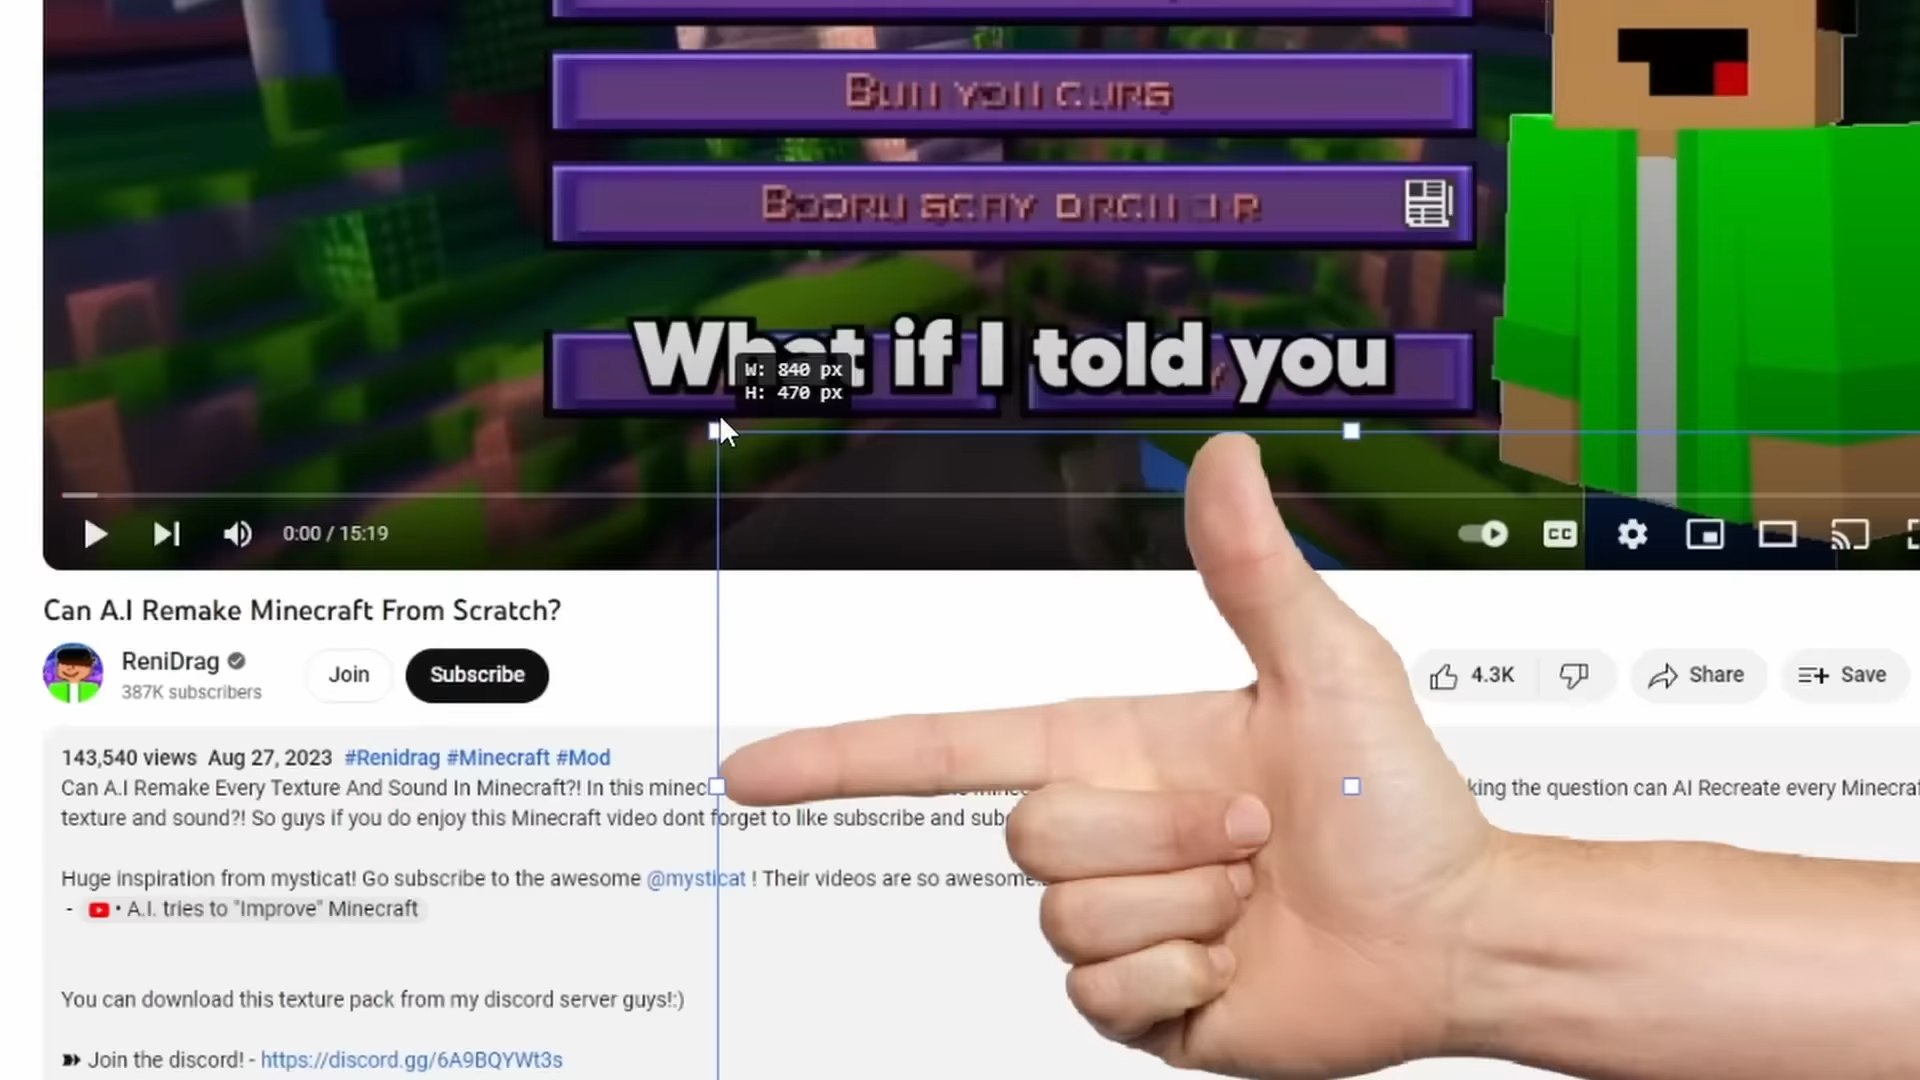 What if I told you
W: 840 px
H: 470 px
0:00 / 15:19
CC
Can A.I Remake Minecraft From Scratch?
ReniDrag
387K subscribers
Join
Subscribe
4.3K
Share
Save
143,540 views Aug 27, 2023 #Renidrag #Minecraft #Mod
Can A.I Remake Every Texture And Sound In Minecraft?! In this minec king the question can AI Recreate every Minecraf
texture and sound?! So guys if you do enjoy this Minecraft video dont forget to like subscribe and sub
Huge inspiration from mysticat! Go subscribe to the awesome @mysticat ! Their videos are so awesome.
- • A.I. tries to "Improve" Minecraft
You can download this texture pack from my discord server guys!:)
Join the discord! - https://discord.gg/6A9BQYWt3s